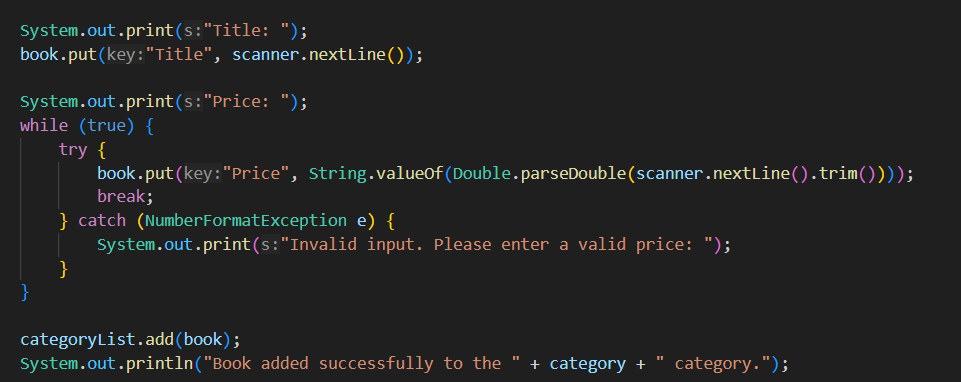 System.out.print(s:"Title: ");
book.put(key:"Title", scanner.nextLine());
System.out.print(s:"Price: ");
while (true) {
try {
book.put(key:"Price", String.valueOf(Double.parseDouble(scanner.nextLine().trim())));
break;
} catch (NumberFormatException e) {
System.out.print(s:"Invalid input. Please enter a valid price: ");
}
}
categoryList.add(book);
System.out.println("Book added successfully to the " + category + " category.");